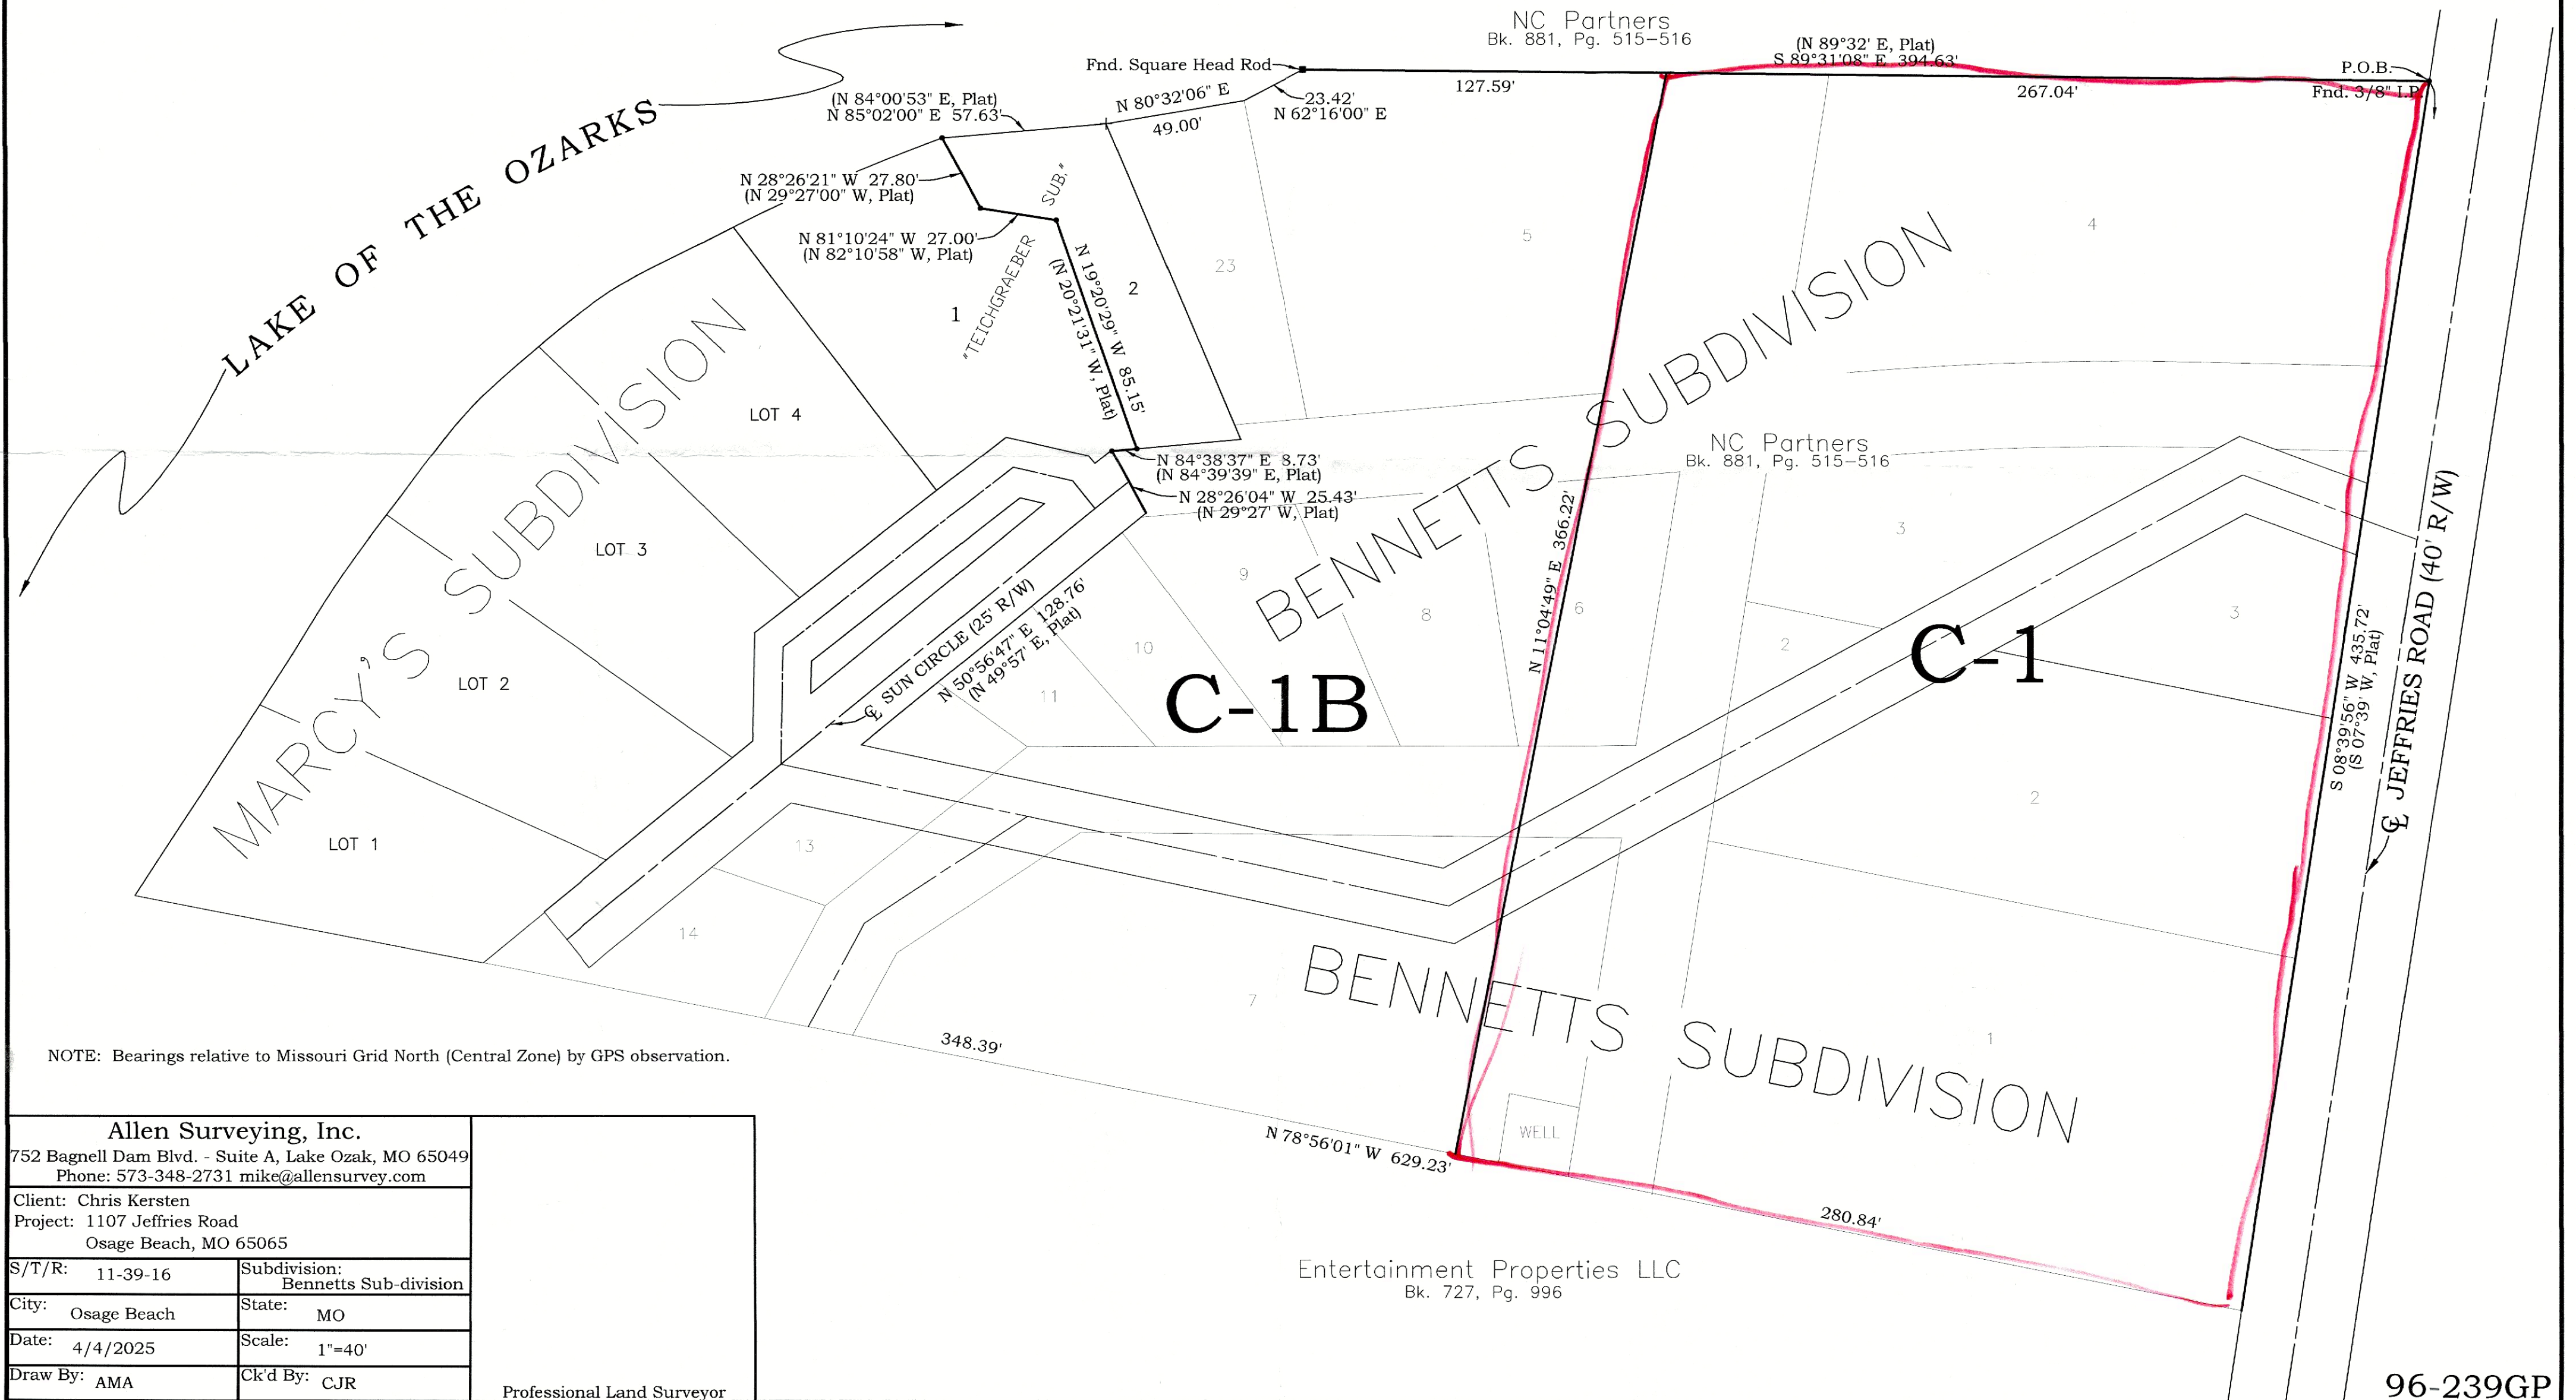 NC Partners
Bk. 881, Pg. 515-516
(N 89°32' E, Plat)
S 89°31'08" E 394.63'
P.O.B.
Fnd. 3/8" I.P.
Fnd. Square Head Rod
127.59'
267.04'
(N 84°00'53" E, Plat)
N 85°02'00" E 57.63'
N 80°32'06" E
49.00'
23.42'
N 62°16'00" E
LAKE OF THE OZARKS
N 28°26'21" W 27.80'
(N 29°27'00" W, Plat)
N 81°10'24" W 27.00'
(N 82°10'58" W, Plat)
"TEICHGRAEBER
SUB."
1
2
N 19°20'29" W 85.15'
(N 20°21'31" W, Plat)
23
5
4
MARCY'S SUBDIVISION
LOT 4
LOT 3
LOT 2
LOT 1
N 84°38'37" E 8.73'
(N 84°39'39" E, Plat)
N 28°26'04" W 25.43'
(N 29°27' W, Plat)
BENNETTS SUBDIVISION
NC Partners
Bk. 881, Pg. 515-516
N 11°04'49" E 366.22'
℄ SUN CIRCLE (25' R/W)
N 50°56'47" E 128.76'
(N 49°57' E, Plat)
9
10
11
8
6
3
2
3
C-1B
C-1
S 08°39'56" W 435.72'
(S 07°39' W, Plat)
℄ JEFFRIES ROAD (40' R/W)
2
13
14
7
1
BENNETTS SUBDIVISION
WELL
348.39'
N 78°56'01" W 629.23'
280.84'
NOTE: Bearings relative to Missouri Grid North (Central Zone) by GPS observation.
Entertainment Properties LLC
Bk. 727, Pg. 996
Allen Surveying, Inc.
752 Bagnell Dam Blvd. - Suite A, Lake Ozak, MO 65049
Phone: 573-348-2731 mike@allensurvey.com
Client: Chris Kersten
Project: 1107 Jeffries Road
Osage Beach, MO 65065
S/T/R: 11-39-16
Subdivision:
Bennetts Sub-division
City: Osage Beach
State: MO
Date: 4/4/2025
Scale: 1"=40'
Draw By: AMA
Ck'd By: CJR
Professional Land Surveyor
96-239GP